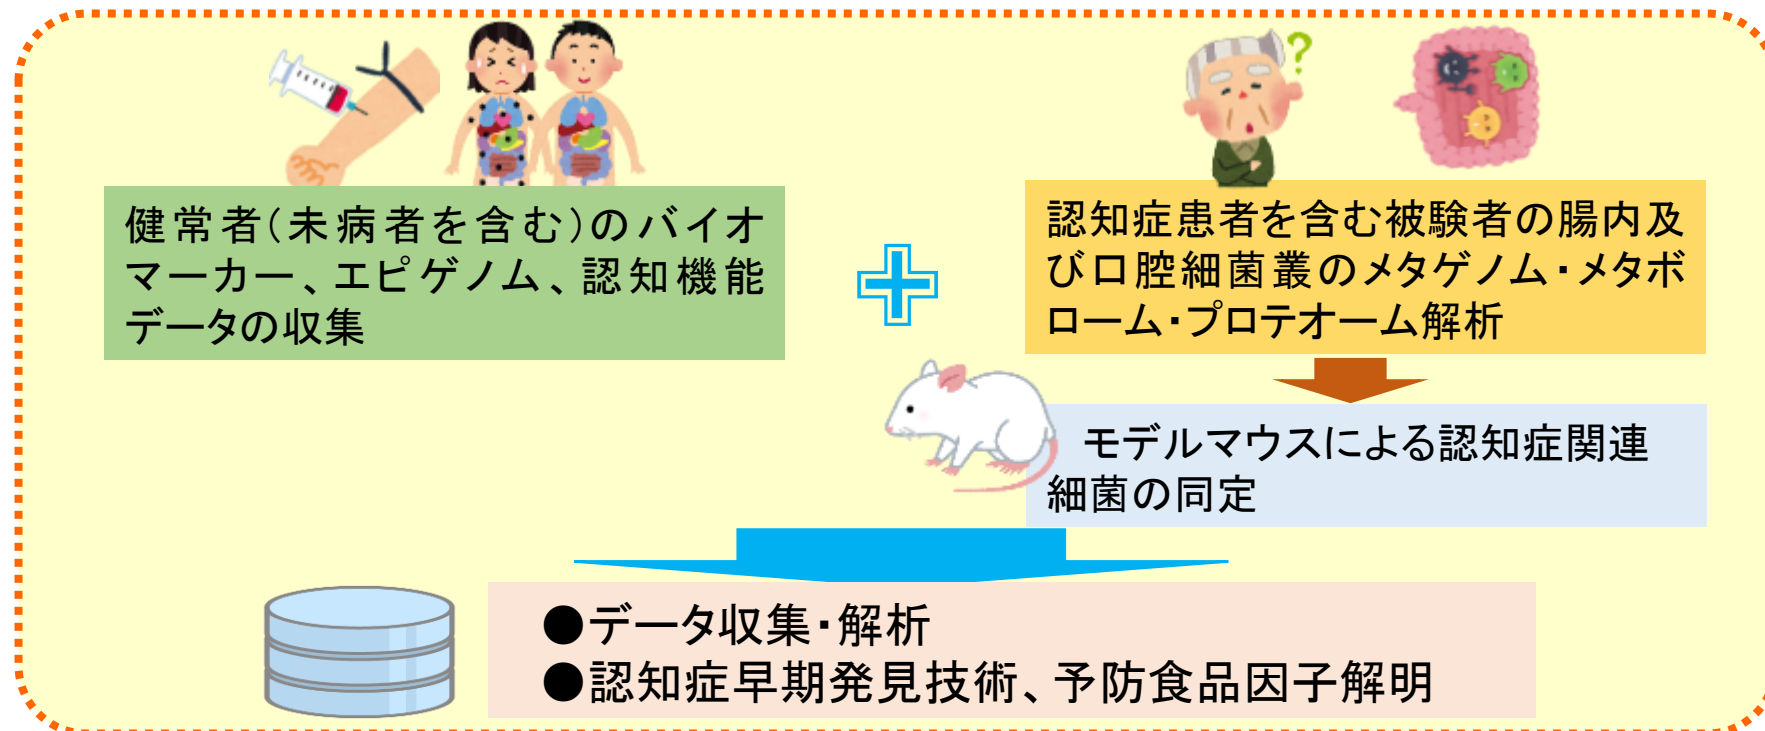 健常者(未病者を含む)のバイオ
マーカー、エピゲノム、認知機能
データの収集
認知症患者を含む被験者の腸内及
び口腔細菌叢のメタゲノム・メタボ
ローム・プロテオーム解析
モデルマウスによる認知症関連
細菌の同定
●データ収集・解析
●認知症早期発見技術、予防食品因子解明
?